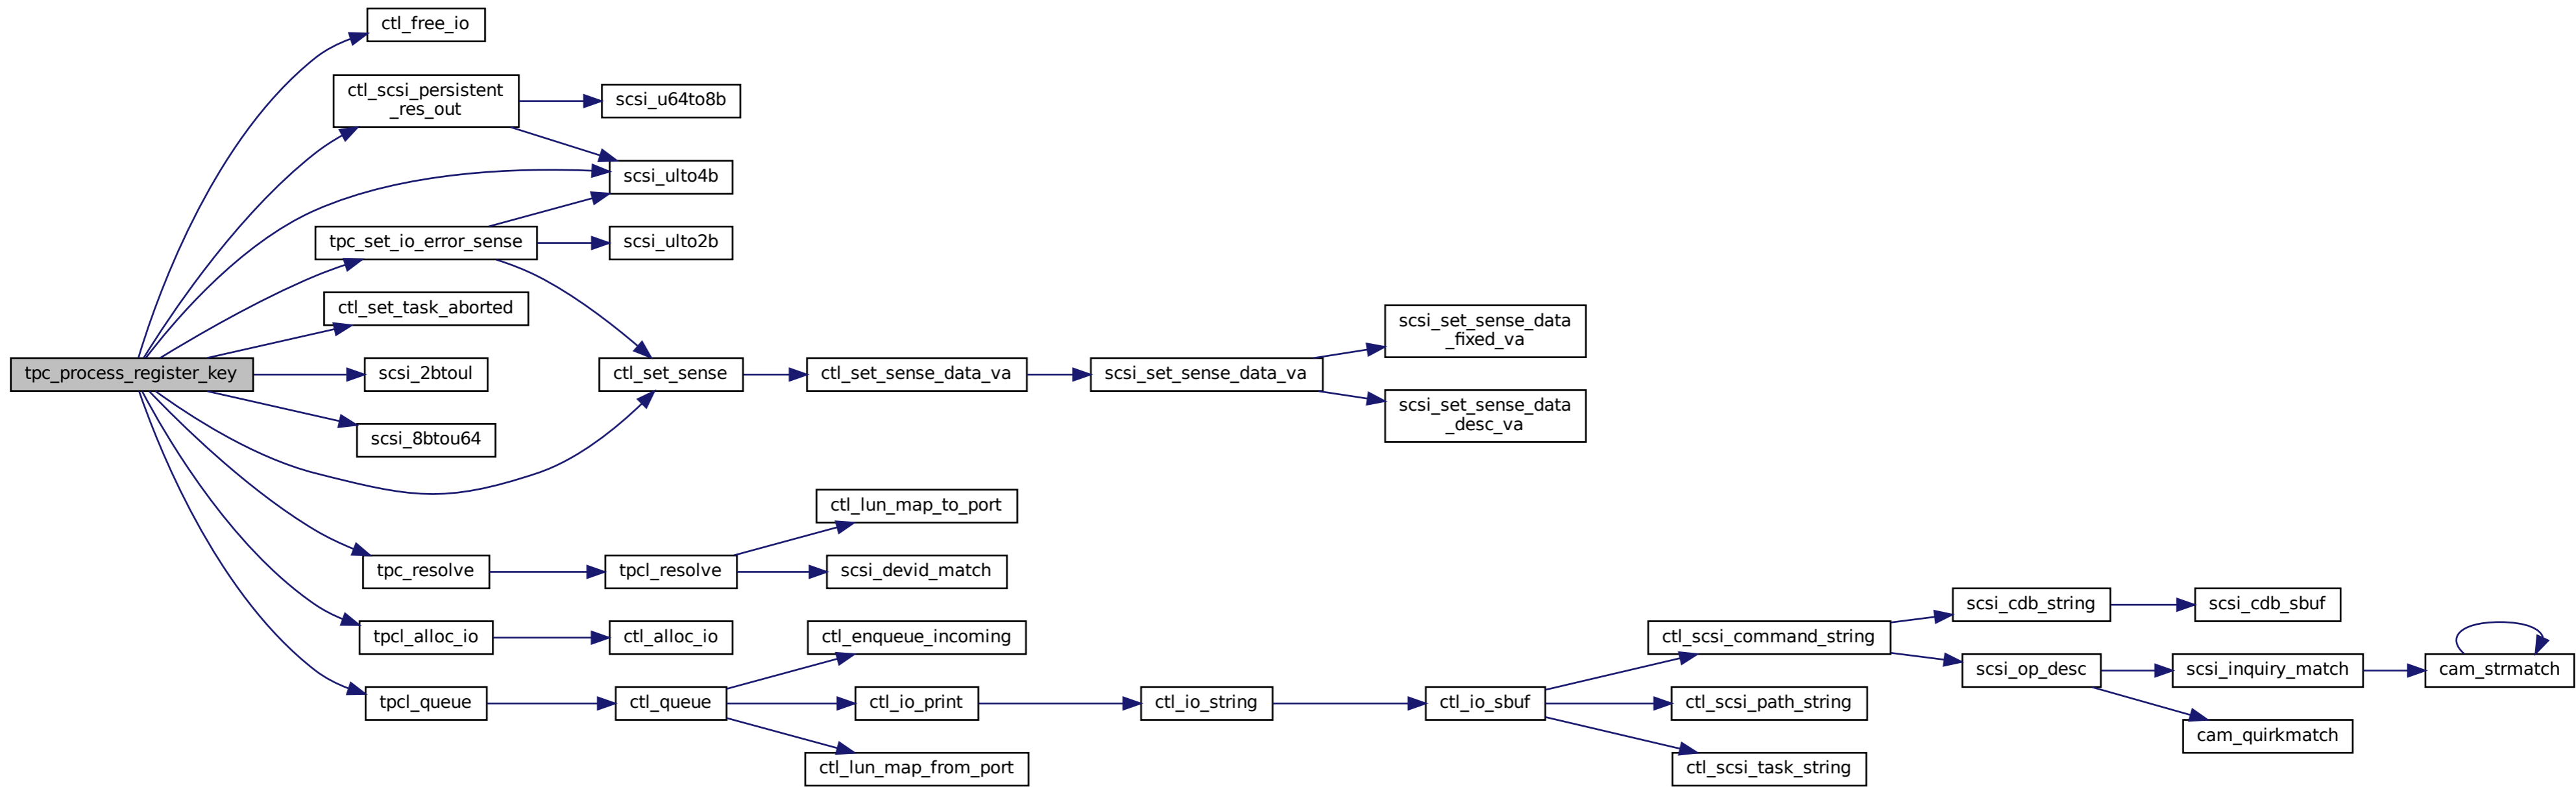 ctl_free_io
ctl_scsi_persistent
_res_out
scsi_u64to8b
scsi_ulto4b
tpc_set_io_error_sense
scsi_ulto2b
ctl_set_task_aborted
scsi_set_sense_data
_fixed_va
tpc_process_register_key
scsi_2btoul
ctl_set_sense
ctl_set_sense_data_va
scsi_set_sense_data_va
scsi_set_sense_data
_desc_va
scsi_8btou64
ctl_lun_map_to_port
tpc_resolve
tpcl_resolve
scsi_devid_match
scsi_cdb_string
scsi_cdb_sbuf
tpcl_alloc_io
ctl_alloc_io
ctl_enqueue_incoming
ctl_scsi_command_string
scsi_op_desc
scsi_inquiry_match
cam_strmatch
tpcl_queue
ctl_queue
ctl_io_print
ctl_io_string
ctl_io_sbuf
ctl_scsi_path_string
cam_quirkmatch
ctl_lun_map_from_port
ctl_scsi_task_string